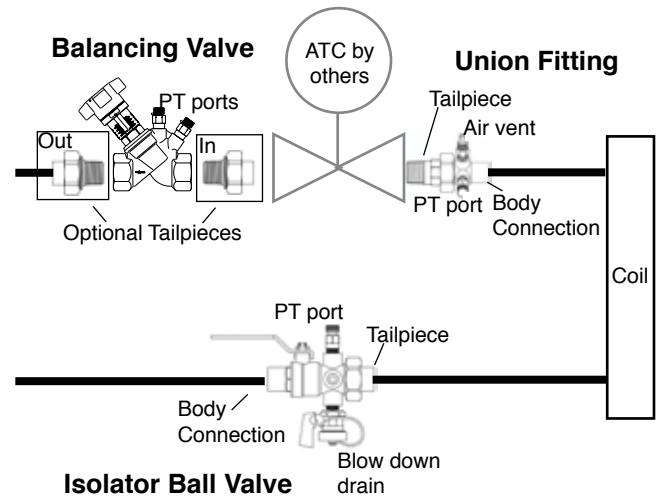 Balancing Valve
ATC by
others
Union Fitting
PT ports
Tailpiece
Air vent
Out
In
PT port
Body
Connection
Optional Tailpieces
Coil
PT port
Tailpiece
Body
Connection
Blow down
drain
Isolator Ball Valve